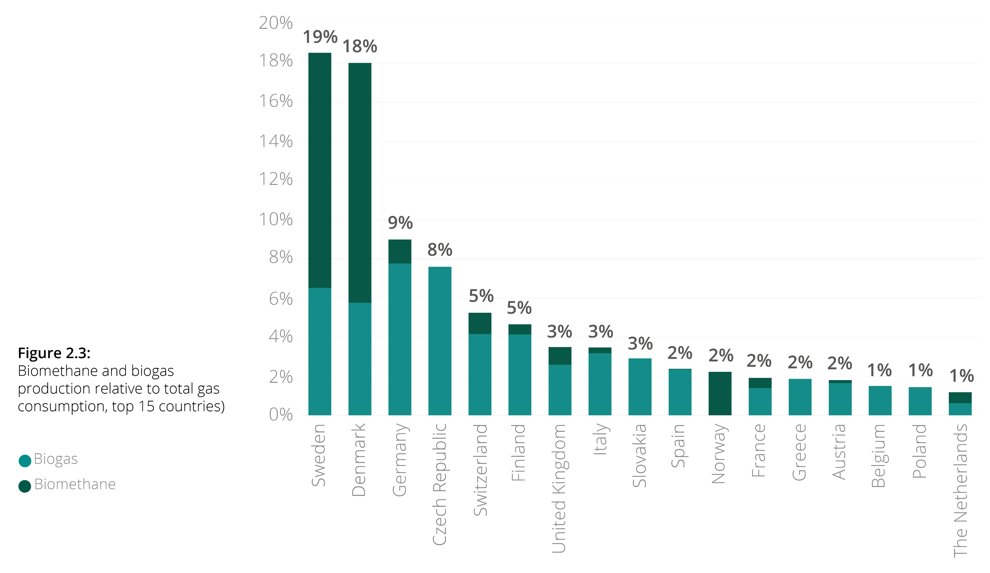 20%
18%
16%
14%
12%
10%
8%
6%
4%
2%
0%
19%
18%
9%
8%
5%
5%
3%
3%
3%
2%
2%
2%
2%
2%
1%
1%
1%
Sweden
Denmark
Germany
Czech Republic
Switzerland
Finland
United Kingdom
Italy
Slovakia
Spain
Norway
France
Greece
Austria
Belgium
Poland
The Netherlands
Figure 2.3:
Biomethane and biogas
production relative to total gas
consumption, top 15 countries)
Biogas
Biomethane